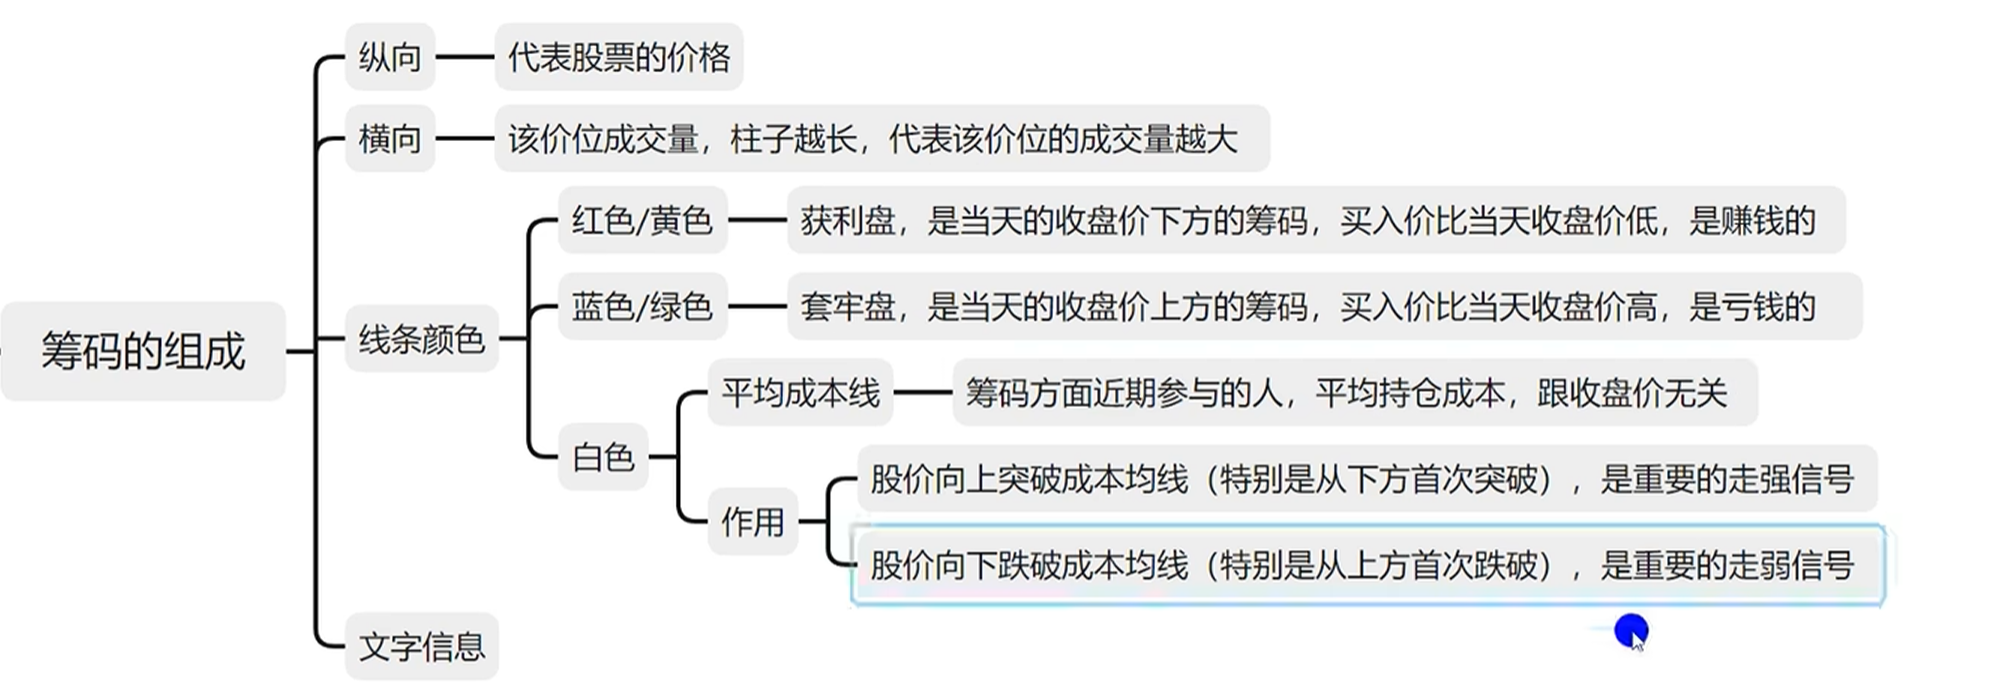 纵向
代表股票的价格
横向
该价位成交量，柱子越长，代表该价位的成交量越大
红色/黄色
获利盘，是当天的收盘价下方的筹码，买入价比当天收盘价低，是赚钱的
蓝色/绿色
套牢盘，是当天的收盘价上方的筹码，买入价比当天收盘价高，是亏钱的
筹码的组成
线条颜色
平均成本线
筹码方面近期参与的人，平均持仓成本，跟收盘价无关
白色
股价向上突破成本均线（特别是从下方首次突破），是重要的走强信号
作用
股价向下跌破成本均线（特别是从上方首次跌破），是重要的走弱信号
文字信息